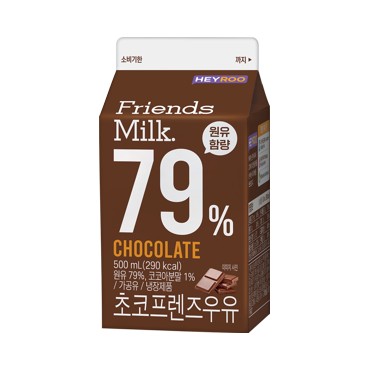 소비기한
까지 ▶
HEYROO
Friends
Milk.
원유
함량
79%
CHOCOLATE
500 mL(290 kcal)
원유 79%, 코코아분말 1%
/ 가공유 / 냉장제품
초코프렌즈우유